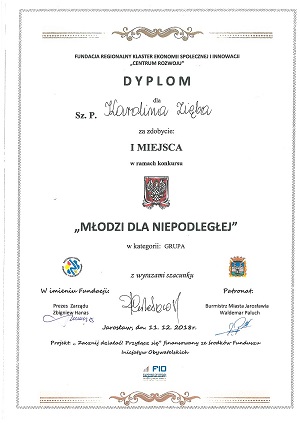 FUNDACJA REGIONALNY KLASTER EKONOMII SPOŁECZNEJ I INNOWACJI
„CENTRUM ROZWOJU”
DYPLOM
dla
Sz. P. Karolina Zięba
za zdobycie:
I MIEJSCA
w ramach konkursu
„MŁODZI DLA NIEPODLEGŁEJ”
w kategorii: GRUPA
z wyrazami szacunku
W imieniu Fundacji: Patronat:
Prezes Zarządu Burmistrz Miasta Jarosławia
Zbigniew Hanas Waldemar Paluch
Jarosław, dn. 11. 12. 2018r.
Projekt „ Zacznij działać! Przyłącz się” finansowany ze środków Funduszu
Inicjatyw Obywatelskich
FIO